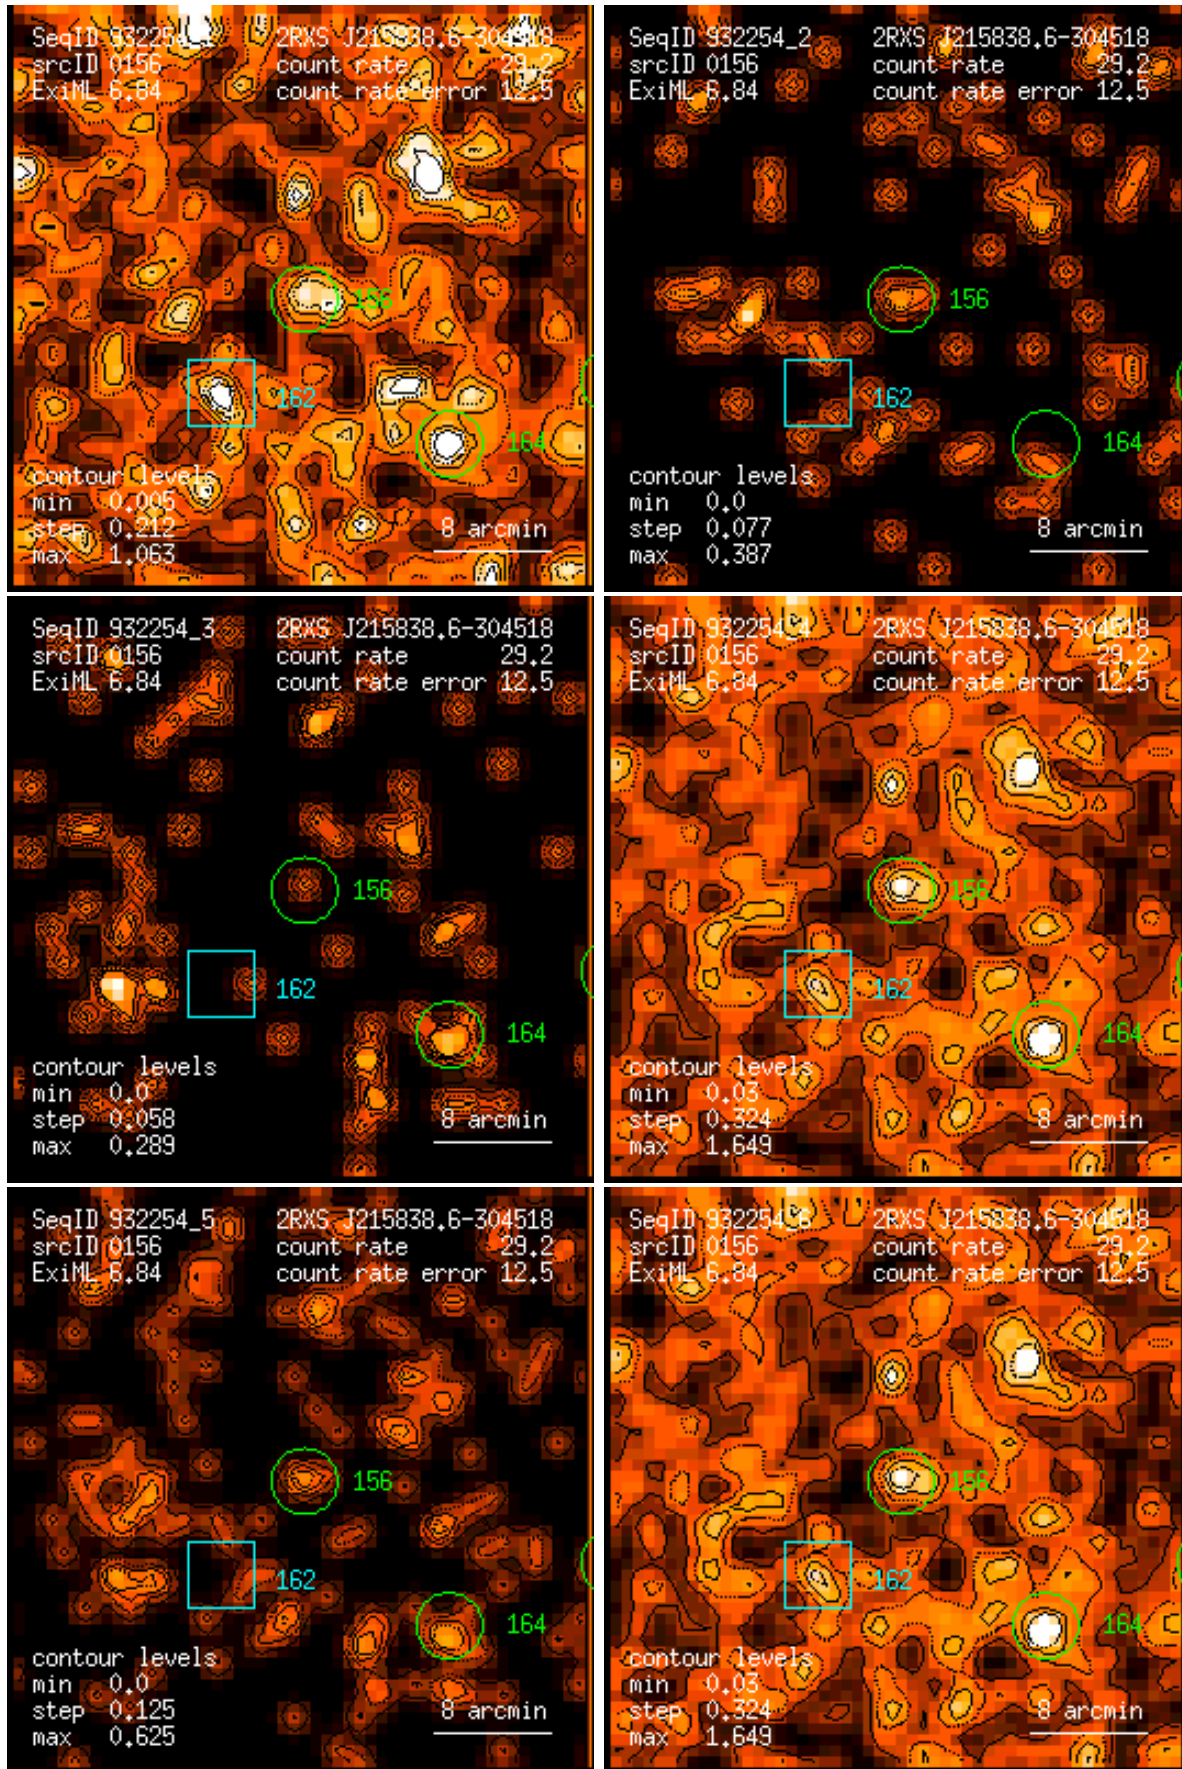 SeqID 932254_1 2RXS J215838.6-304518
srcID 0156 count rate 29.2
ExiML 6.84 count rate error 12.5
156
162
164
contour levels
min 0.005
step 0.212 8 arcmin
max 1.063
SeqID 932254_2 2RXS J215838.6-304518
srcID 0156 count rate 29.2
ExiML 6.84 count rate error 12.5
156
162
164
contour levels
min 0.0
step 0.077 8 arcmin
max 0.387
SeqID 932254_3 2RXS J215838.6-304518
srcID 0156 count rate 29.2
ExiML 6.84 count rate error 12.5
156
162
164
contour levels
min 0.0
step 0.058 8 arcmin
max 0.289
SeqID 932254_4 2RXS J215838.6-304518
srcID 0156 count rate 29.2
ExiML 6.84 count rate error 12.5
156
162
164
contour levels
min 0.03
step 0.324 8 arcmin
max 1.649
SeqID 932254_5 2RXS J215838.6-304518
srcID 0156 count rate 29.2
ExiML 6.84 count rate error 12.5
156
162
164
contour levels
min 0.0
step 0.125 8 arcmin
max 0.625
SeqID 932254_6 2RXS J215838.6-304518
srcID 0156 count rate 29.2
ExiML 6.84 count rate error 12.5
156
162
164
contour levels
min 0.03
step 0.324 8 arcmin
max 1.649